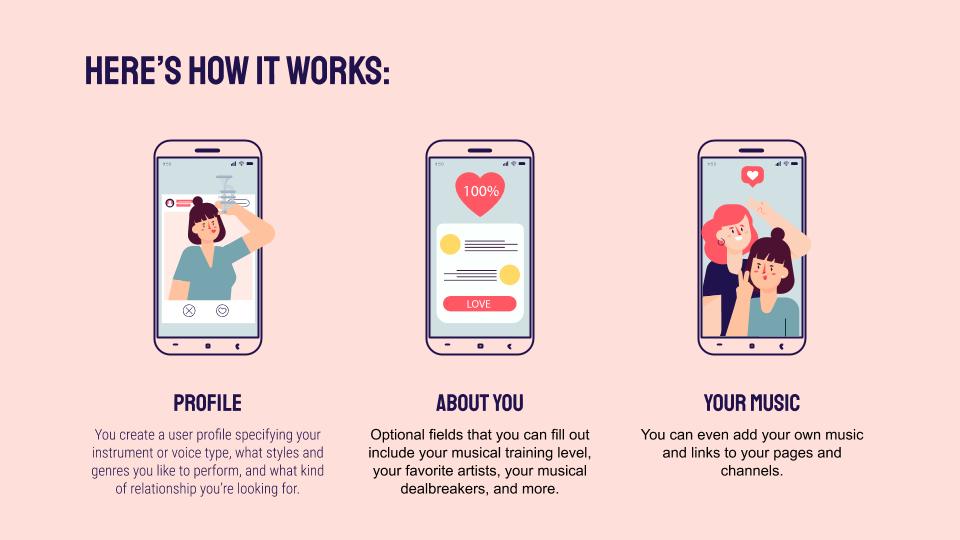 HERE'S HOW IT WORKS:
100%
LOVE
PROFILE
You create a user profile specifying your
instrument or voice type, what styles and
genres you like to perform, and what kind
of relationship you're looking for.
ABOUT YOU
Optional fields that you can fill out
include your musical training level,
your favorite artists, your musical
dealbreakers, and more.
YOUR MUSIC
You can even add your own music
and links to your pages and
channels.